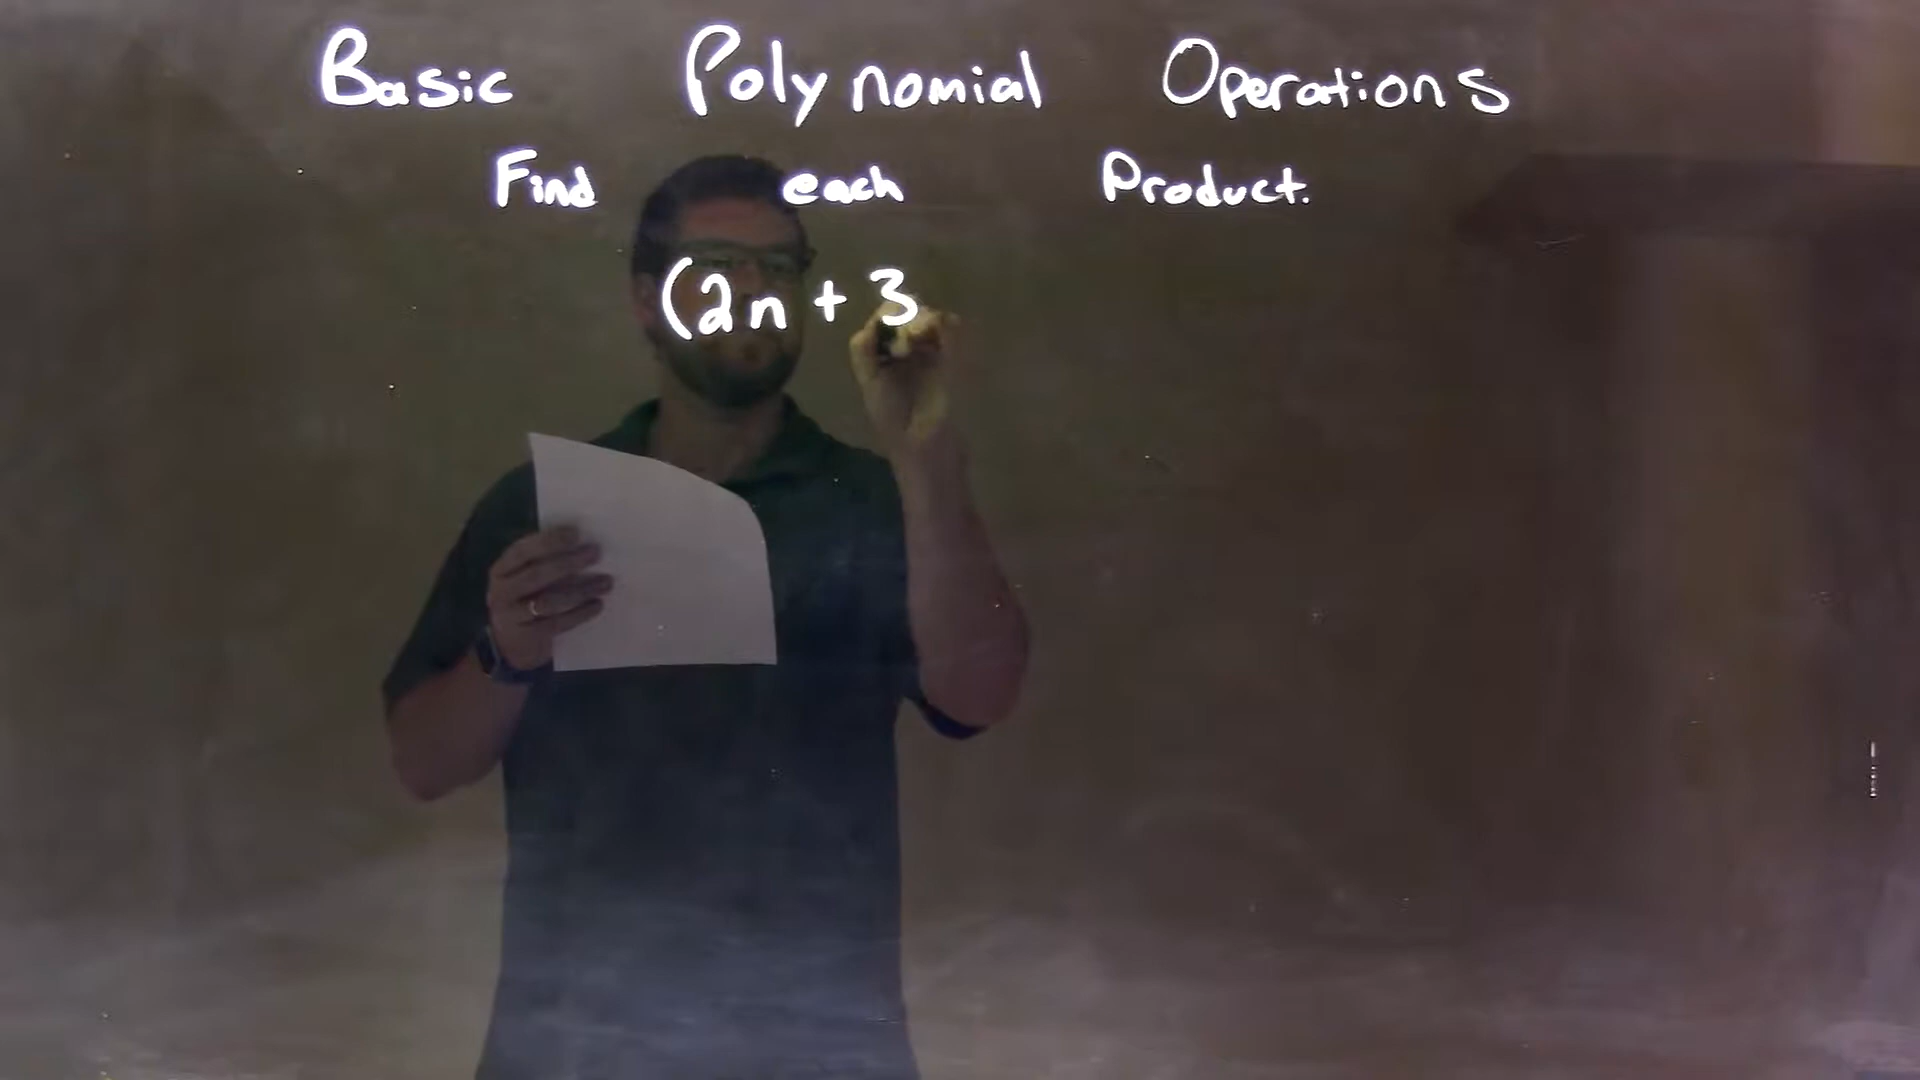 Basic Polynomial Operations
Find each Product.
(2n + 3